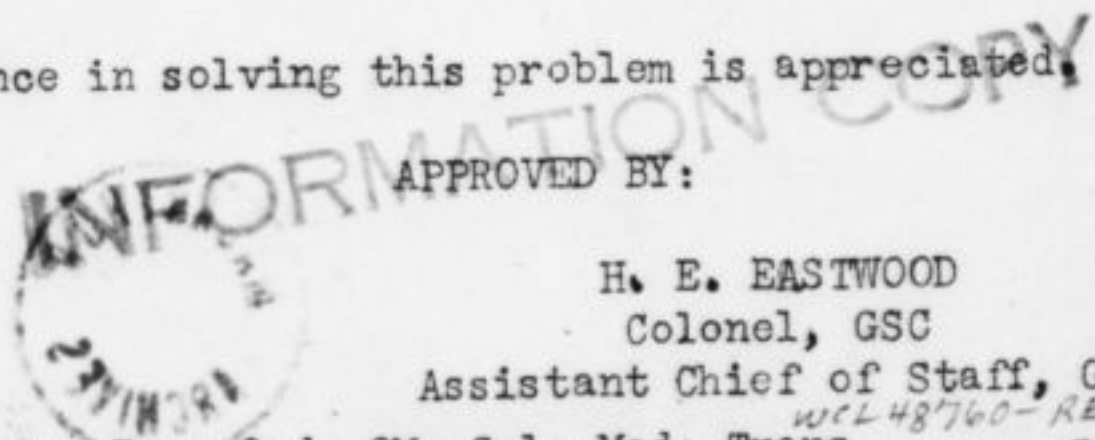 nce in solving this problem is appreciated.
INFORMATION COPY
APPROVED BY:
H. E. EASTWOOD
Colonel, GSC
Assistant Chief of Staff, G
WCL 48760- RE